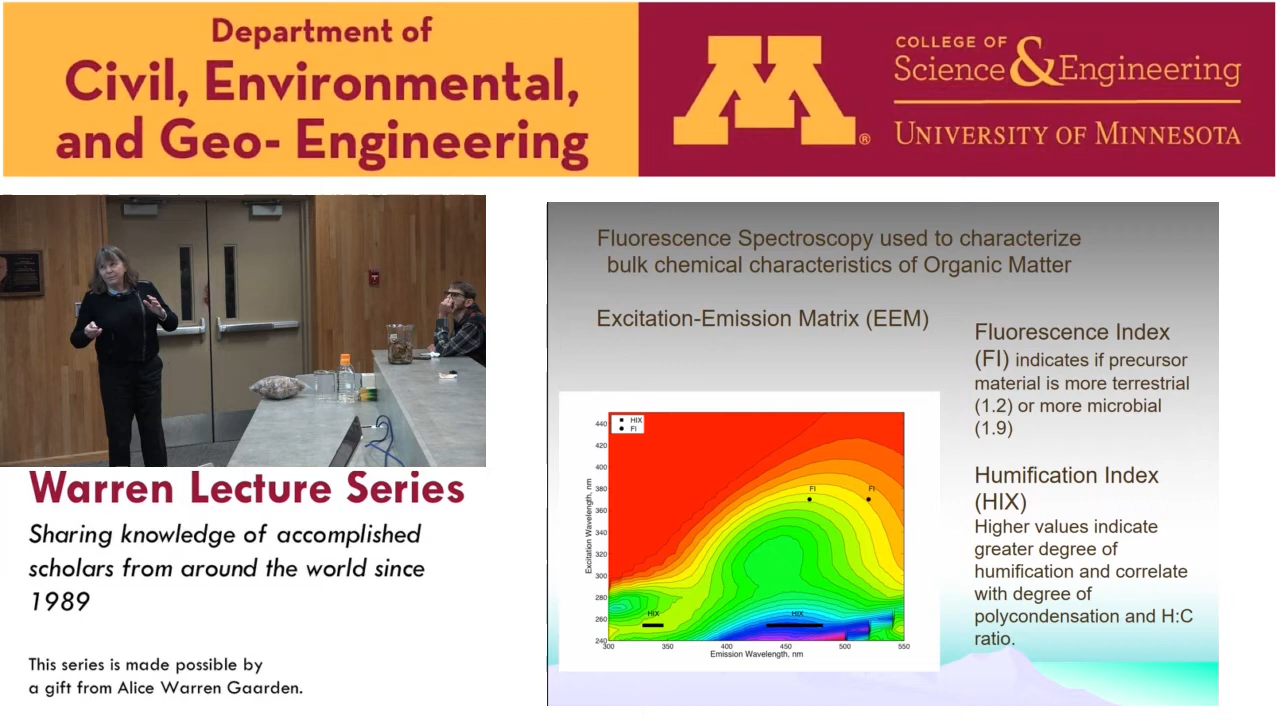 Department of
Civil, Environmental,
and Geo- Engineering
M®
COLLEGE OF
Science & Engineering
UNIVERSITY OF MINNESOTA
Warren Lecture Series
Sharing knowledge of accomplished
scholars from around the world since
1989
This series is made possible by
a gift from Alice Warren Gaarden.
Fluorescence Spectroscopy used to characterize
bulk chemical characteristics of Organic Matter
Excitation-Emission Matrix (EEM)
HIX
FI
440
420
400
380
360
340
320
300
280
260
240
Excitation Wavelength, nm
FI
FI
HIX
HIX
300
350
400
450
500
550
Emission Wavelength, nm
Fluorescence Index
(FI) indicates if precursor
material is more terrestrial
(1.2) or more microbial
(1.9)
Humification Index
(HIX)
Higher values indicate
greater degree of
humification and correlate
with degree of
polycondensation and H:C
ratio.